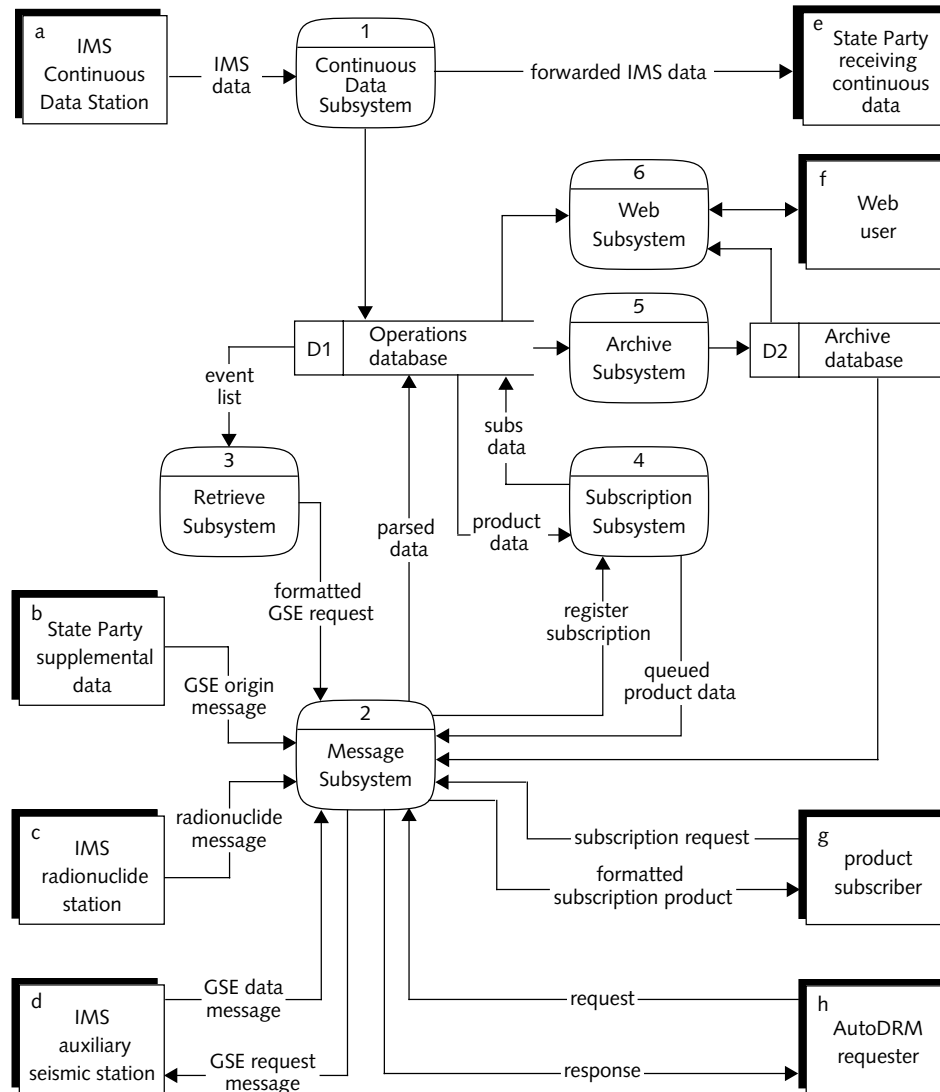 a
IMS
Continuous
Data Station
IMS
data
1
Continuous
Data
Subsystem
forwarded IMS data
e
State Party
receiving
continuous
data
6
Web
Subsystem
f
Web
user
D1
Operations
database
5
Archive
Subsystem
D2
Archive
database
event
list
3
Retrieve
Subsystem
subs
data
4
Subscription
Subsystem
parsed
data
product
data
formatted
GSE request
register
subscription
queued
product data
b
State Party
supplemental
data
GSE origin
message
2
Message
Subsystem
c
IMS
radionuclide
station
radionuclide
message
subscription request
formatted
subscription product
g
product
subscriber
d
IMS
auxiliary
seismic station
GSE data
message
GSE request
message
request
response
h
AutoDRM
requester